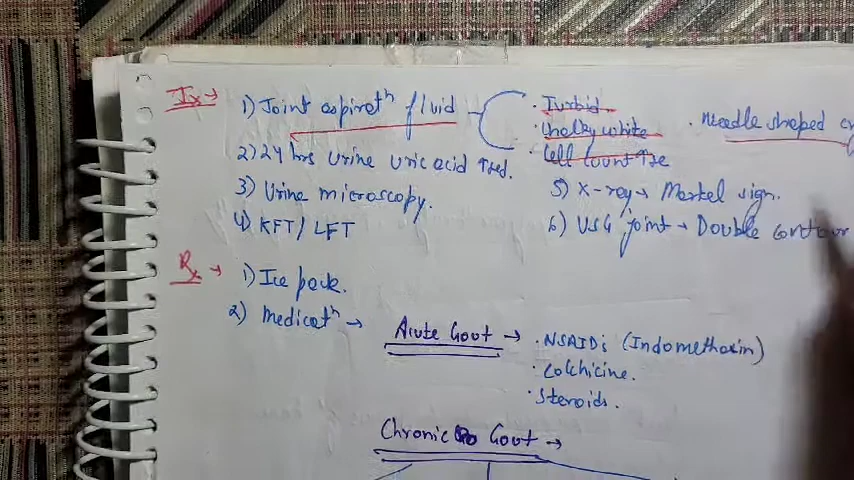 Ix → 1) Joint aspiratⁿ fluid
· Turbid
· Chalky white
· Cell count ↑se
· Needle shaped
2) 24 hrs urine uric acid ↑sed.
3) Urine microscopy.
4) KFT / LFT
5) X-ray → Martel sign.
6) USG joint → Double contour
Rx → 1) Ice pack.
2) Medicatⁿ →
Acute Gout →
· NSAIDs (Indomethacin)
· Colchicine.
· Steroids.
Chronic Gout →